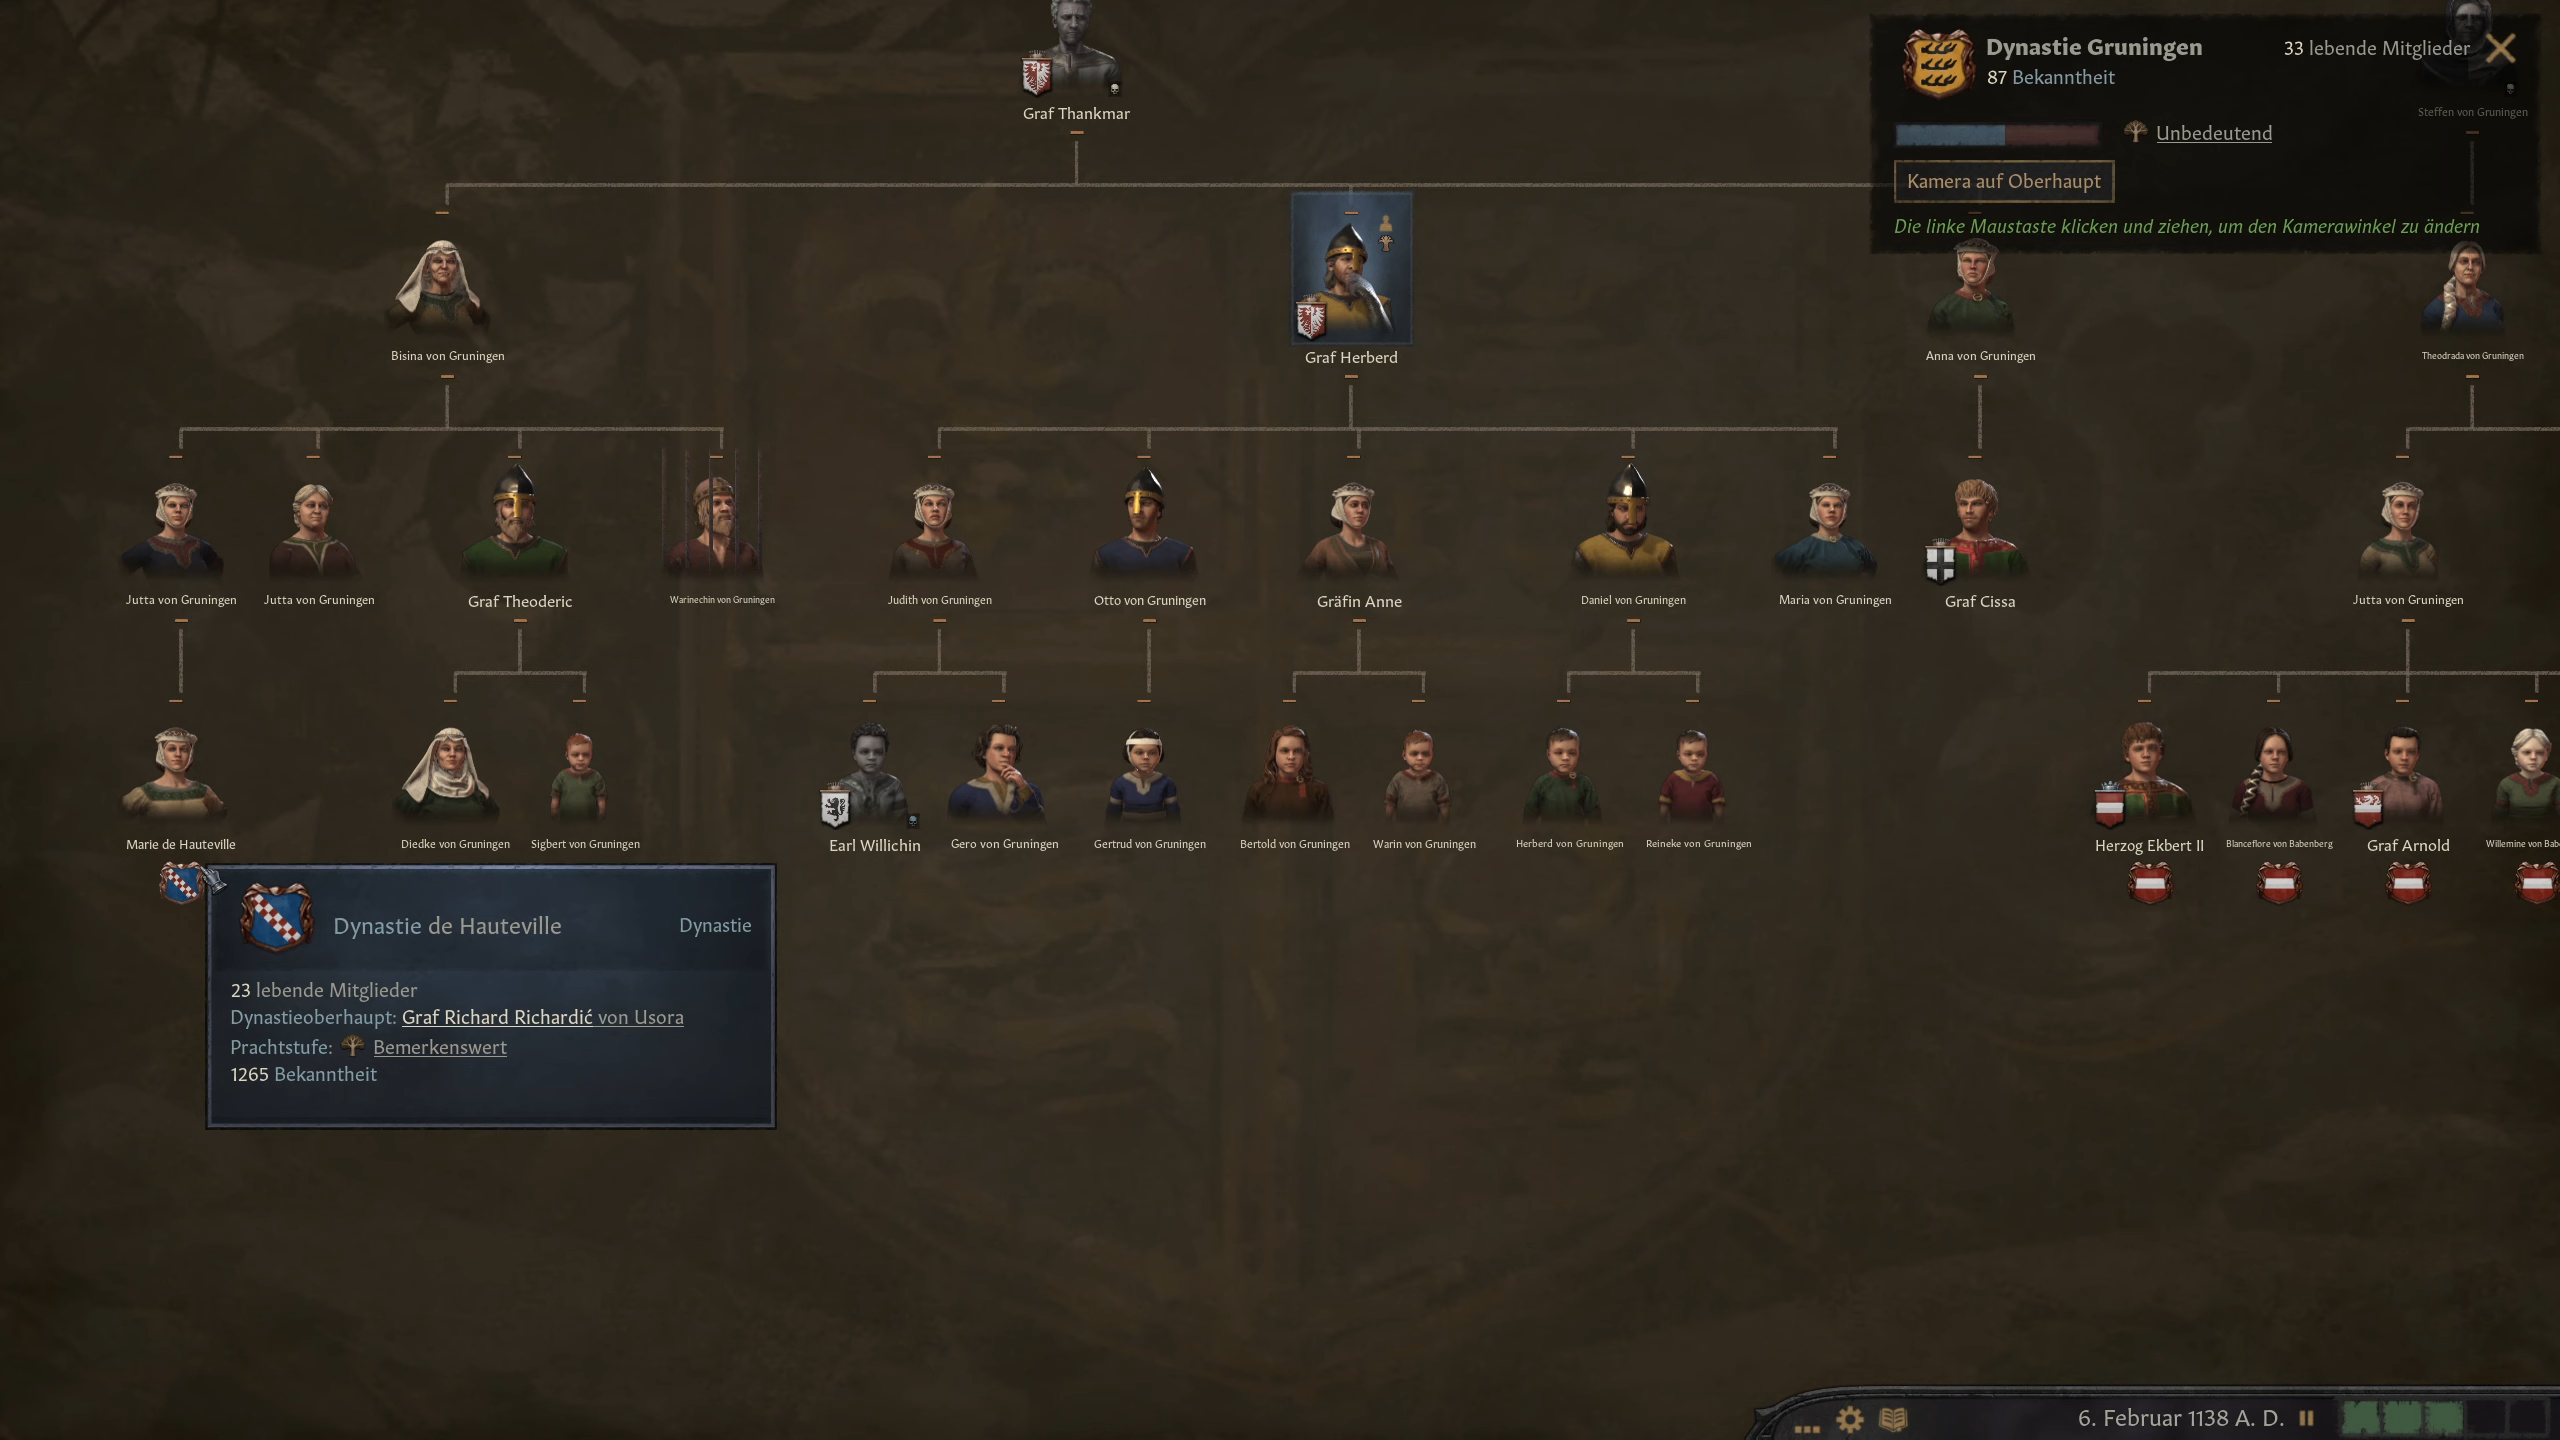 Dynastie Gruningen
33 lebende Mitglieder
87 Bekanntheit
Unbedeutend
Kamera auf Oberhaupt
Die linke Maustaste klicken und ziehen, um den Kamerawinkel zu ändern
Graf Thankmar
Steffen von Gruningen
Bisina von Gruningen
Graf Herberd
Anna von Gruningen
Theodrada von Gruningen
Jutta von Gruningen
Jutta von Gruningen
Graf Theoderic
Warinechin von Gruningen
Judith von Gruningen
Otto von Gruningen
Gräfin Anne
Daniel von Gruningen
Maria von Gruningen
Graf Cissa
Jutta von Gruningen
Marie de Hauteville
Diedke von Gruningen
Sigbert von Gruningen
Earl Willichin
Gero von Gruningen
Gertrud von Gruningen
Bertold von Gruningen
Warin von Gruningen
Herberd von Gruningen
Reineke von Gruningen
Herzog Ekbert II
Blanceflore von Babenberg
Graf Arnold
Willemine von Babe
Dynastie de Hauteville
Dynastie
23 lebende Mitglieder
Dynastieoberhaupt: Graf Richard Richardić von Usora
Prachtstufe: Bemerkenswert
1265 Bekanntheit
6. Februar 1138 A. D.